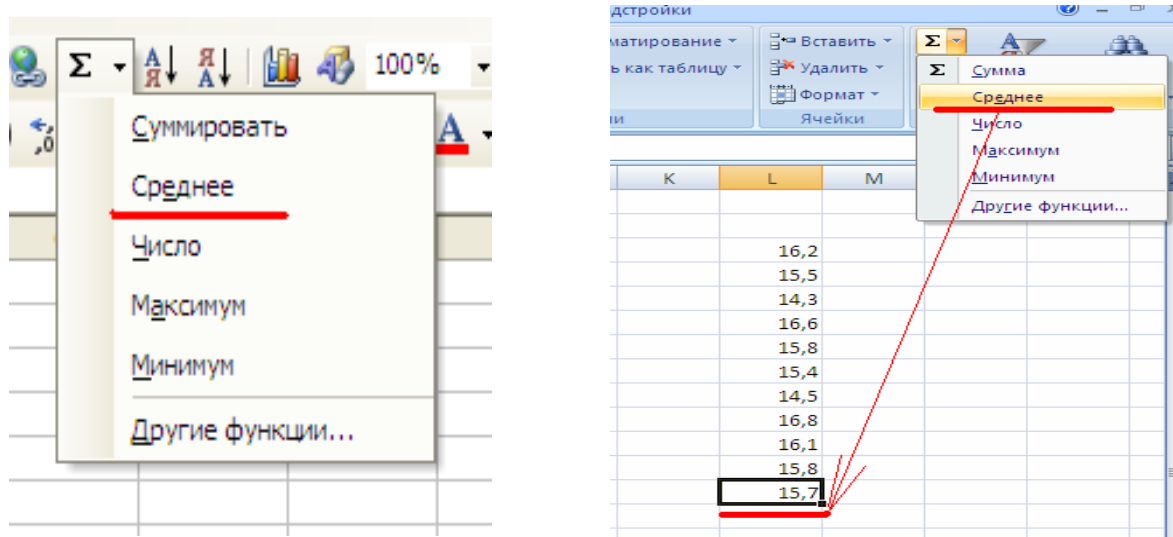 Σ
А
Я
Я
А
100%
,0
А
Суммировать
Среднее
Число
Максимум
Минимум
Другие функции...
дстройки
матирование
Вставить
Σ
А
Я
ь как таблицу
Удалить
Σ Сумма
Формат
Среднее
и
Ячейки
Число
Максимум
K L M
Минимум
Другие функции...
16,2
15,5
14,3
16,6
15,8
15,4
14,5
16,8
16,1
15,8
15,7